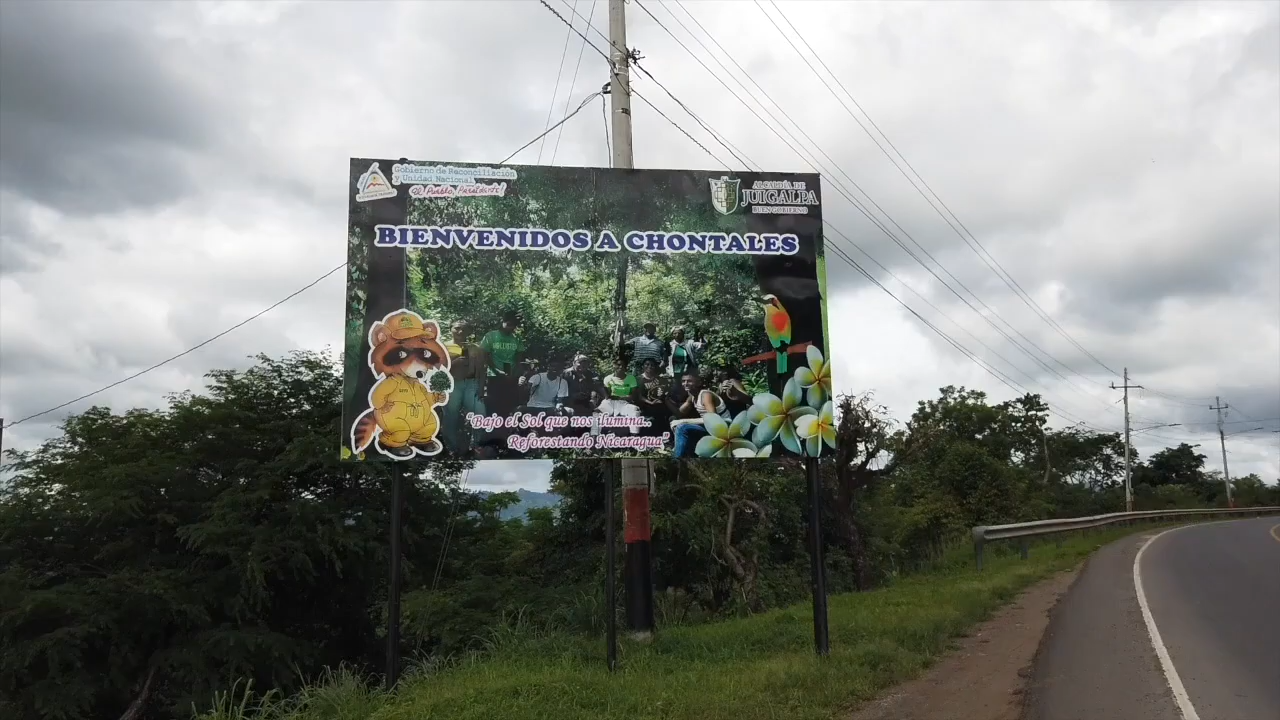 Gobierno de Reconciliación
y Unidad Nacional
El Pueblo, Presidente!
ALCALDÍA DE
JUIGALPA
BUEN GOBIERNO
BIENVENIDOS A CHONTALES
"Bajo el Sol que nos ilumina..
Reforestando Nicaragua"